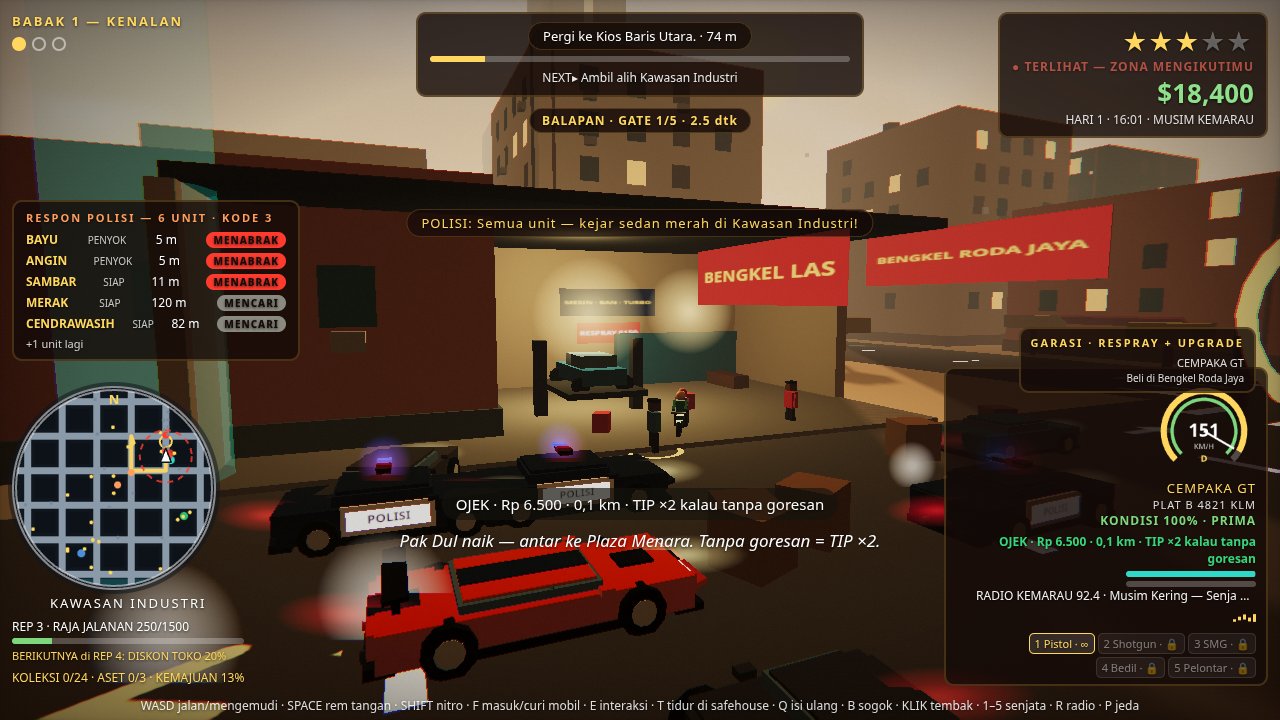 BABAK 1 — KENALAN
Pergi ke Kios Baris Utara. · 74 m
NEXT▸ Ambil alih Kawasan Industri
BALAPAN · GATE 1/5 · 2.5 dtk
★★★★★
● TERLIHAT — ZONA MENGIKUTIMU
$18,400
HARI 1 · 16:01 · MUSIM KEMARAU
RESPON POLISI — 6 UNIT · KODE 3
BAYU PENYOK 5 m MENABRAK
ANGIN PENYOK 5 m MENABRAK
SAMBAR SIAP 11 m MENABRAK
MERAK SIAP 120 m MENCARI
CENDRAWASIH SIAP 82 m MENCARI
+1 unit lagi
POLISI: Semua unit — kejar sedan merah di Kawasan Industri!
BENGKEL LAS
BENGKEL RODA JAYA
MESIN · BAN · TURBO
RESPRAY $150
GARASI · RESPRAY + UPGRADE
CEMPAKA GT
Beli di Bengkel Roda Jaya
N
151
KM/H
D
POLISI
POLISI
OJEK · Rp 6.500 · 0,1 km · TIP ×2 kalau tanpa goresan
Pak Dul naik — antar ke Plaza Menara. Tanpa goresan = TIP ×2.
CEMPAKA GT
PLAT B 4821 KLM
KONDISI 100% · PRIMA
OJEK · Rp 6.500 · 0,1 km · TIP ×2 kalau tanpa
goresan
RADIO KEMARAU 92.4 · Musim Kering — Senja ...
1 Pistol · ∞
2 Shotgun · 🔒
3 SMG · 🔒
4 Bedil · 🔒
5 Pelontar · 🔒
KAWASAN INDUSTRI
REP 3 · RAJA JALANAN 250/1500
BERIKUTNYA di REP 4: DISKON TOKO 20%
KOLEKSI 0/24 · ASET 0/3 · KEMAJUAN 13%
WASD jalan/mengemudi · SPACE rem tangan · SHIFT nitro · F masuk/curi mobil · E interaksi · T tidur di safehouse · Q isi ulang · B sogok · KLIK tembak · 1–5 senjata · R radio · P jeda